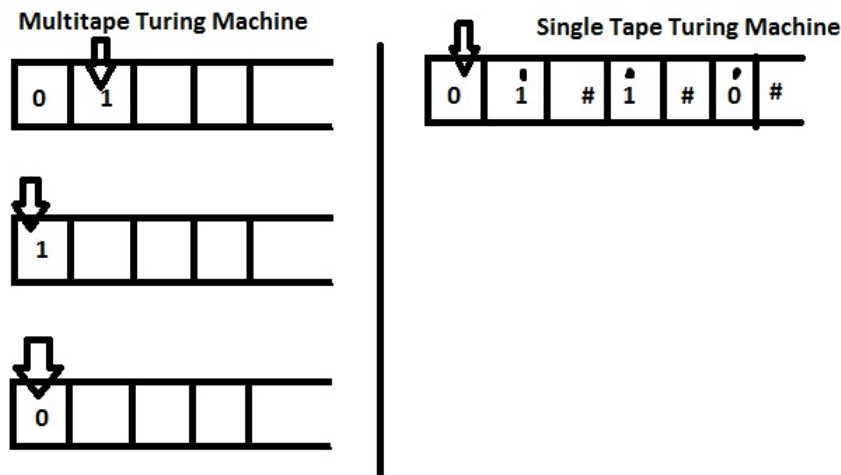 Multitape Turing Machine
0 1
1
0
Single Tape Turing Machine
0 1 # 1 # 0 #